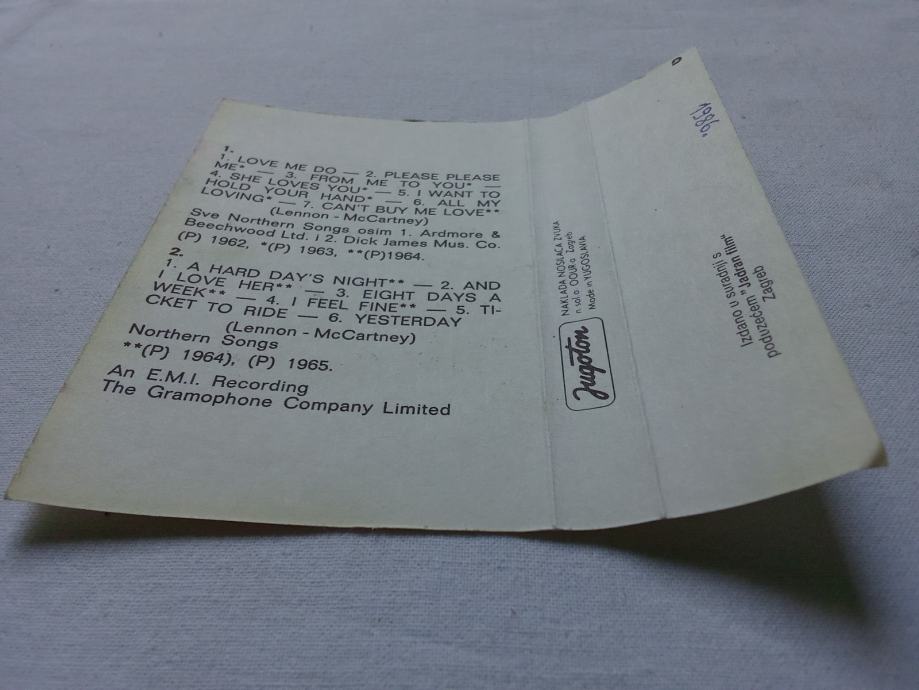 1.
1. LOVE ME DO — 2. PLEASE PLEASE
ME* — 3. FROM ME TO YOU* —
4. SHE LOVES YOU* — 5. I WANT TO
HOLD YOUR HAND* — 6. ALL MY
LOVING* — 7. CAN'T BUY ME LOVE**
(Lennon - McCartney)
Sve Northern Songs osim 1. Ardmore &
Beechwood Ltd. i 2. Dick James Mus. Co.
(P) 1962, *(P) 1963, **(P)1964.
2.
1. A HARD DAY'S NIGHT** — 2. AND
I LOVE HER** — 3. EIGHT DAYS A
WEEK** — 4. I FEEL FINE** — 5. TI-
CKET TO RIDE — 6. YESTERDAY
(Lennon - McCartney)
Northern Songs
**(P) 1964), (P) 1965.
An E.M.I. Recording
The Gramophone Company Limited
Jugoton
NAKLADA NOSILACA ZVUKA
n. sol. o. OOUR-a Zagreb
Made in YUGOSLAVIA
Izdano u suradnji s
poduzećem "Jadran film"
Zagreb
1986.